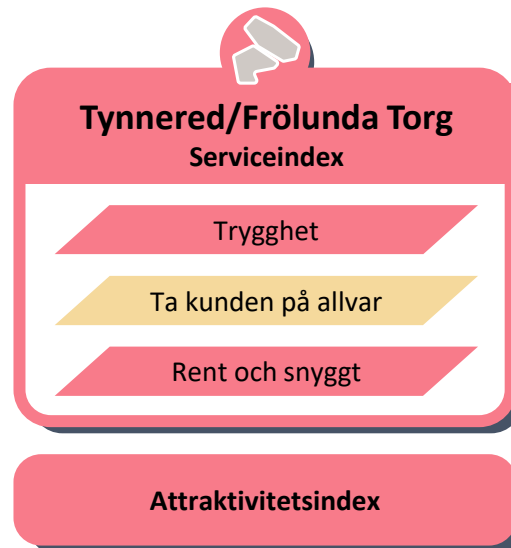 Tynnered/Frölunda Torg
Serviceindex
Trygghet
Ta kunden på allvar
Rent och snyggt
Attraktivitetsindex